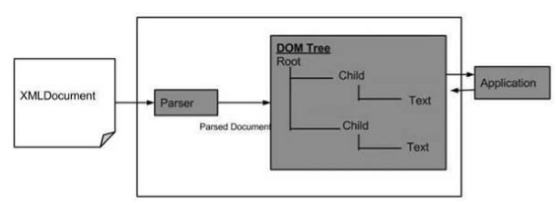 XMLDocument
Parser
Parsed Document
DOM Tree
Root
Child
Text
Child
Text
Application